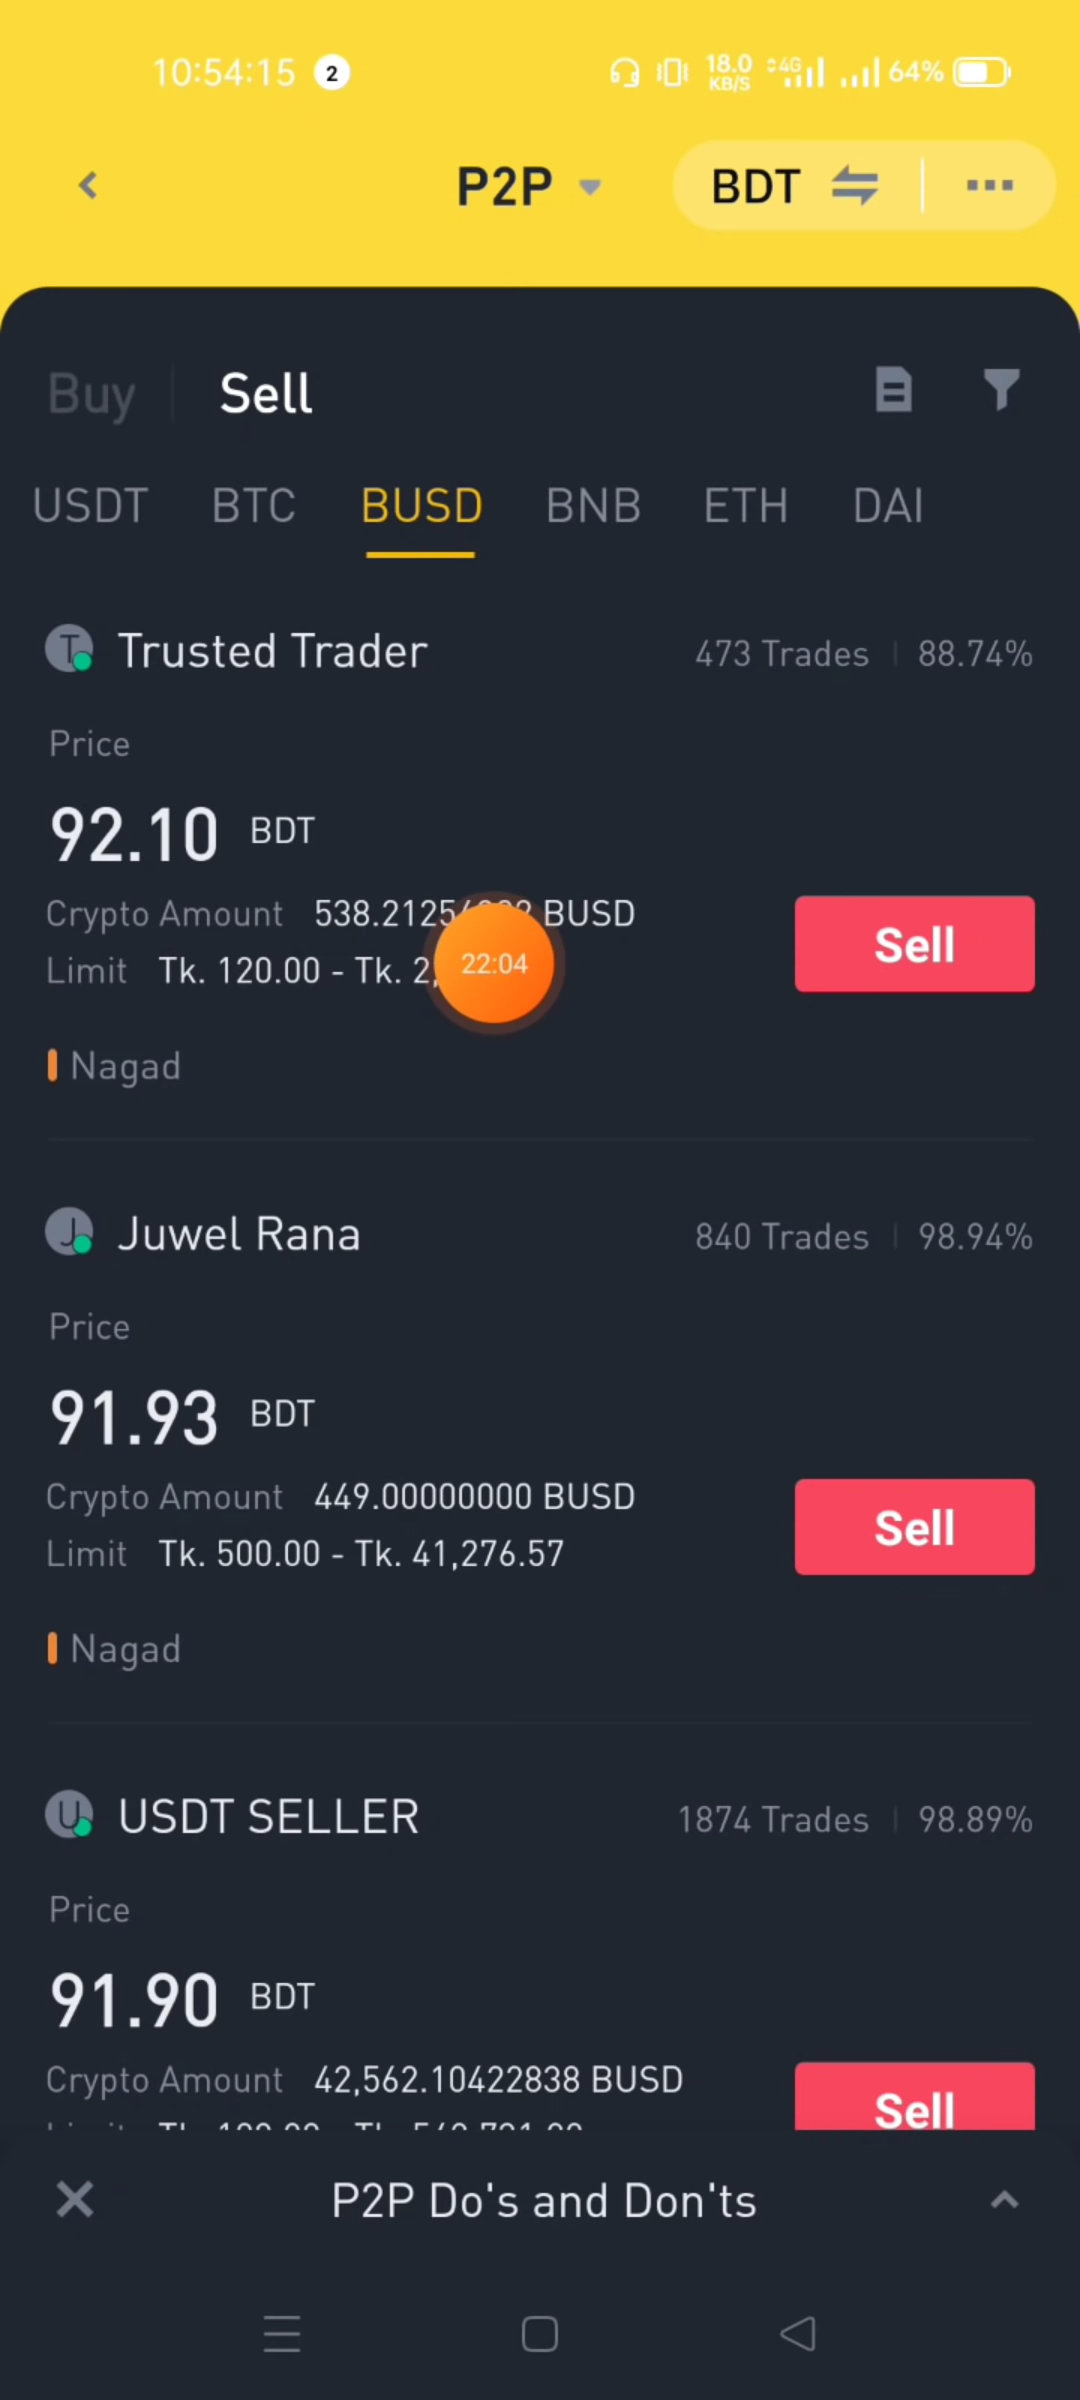 10:54:15 2 18.0 KB/S 4G 64%
P2P BDT
Buy Sell
USDT BTC BUSD BNB ETH DAI
T Trusted Trader 473 Trades 88.74%
Price
92.10 BDT
Crypto Amount BUSD
Limit Tk. 120.00 - Tk. 22:04 Sell
Nagad
J Juwel Rana 840 Trades 98.94%
Price
91.93 BDT
Crypto Amount 449.00000000 BUSD
Limit Tk. 500.00 - Tk. 41,276.57 Sell
Nagad
U USDT SELLER 1874 Trades 98.89%
Price
91.90 BDT
Crypto Amount 42,562.10422838 BUSD
Sell
P2P Do's and Don'ts